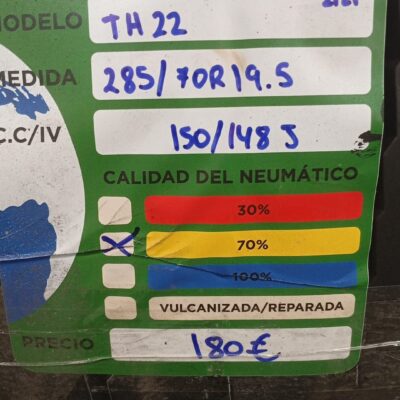 MODELO TH 22
MEDIDA 285/70R19.5
C.C/IV 150/148 J
CALIDAD DEL NEUMÁTICO
30%
X 70%
100%
VULCANIZADA/REPARADA
PRECIO 180€